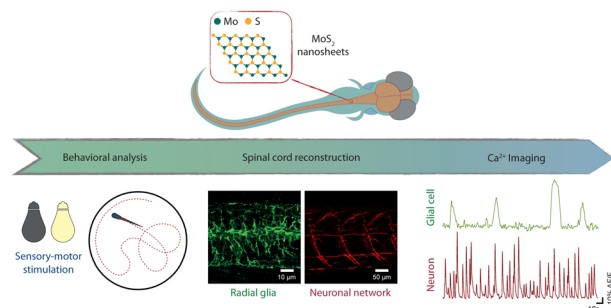 Mo S
MoS2
nanosheets
Behavioral analysis
Spinal cord reconstruction
Ca2+ Imaging
Sensory-motor
stimulation
10 µm
50 µm
Radial glia
Neuronal network
Glial cell
Neuron